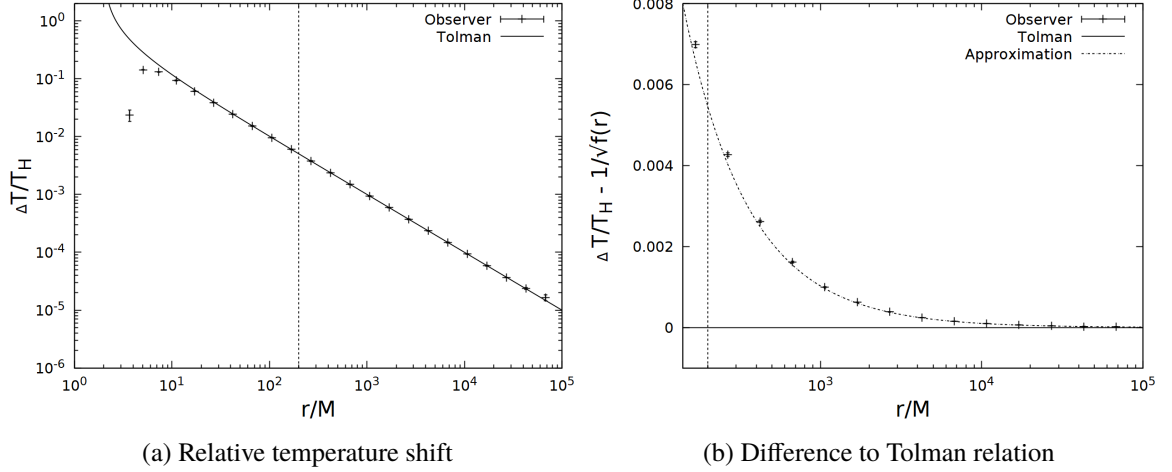 Observer
Tolman
10⁰
10⁻¹
10⁻²
10⁻³
10⁻⁴
10⁻⁵
10⁻⁶
ΔT/T_H
10⁰
10¹
10²
10³
10⁴
10⁵
r/M
(a) Relative temperature shift
Observer
Tolman
Approximation
0.008
0.006
0.004
0.002
0
Δ T/T_H - 1/√f(r)
10³
10⁴
10⁵
r/M
(b) Difference to Tolman relation